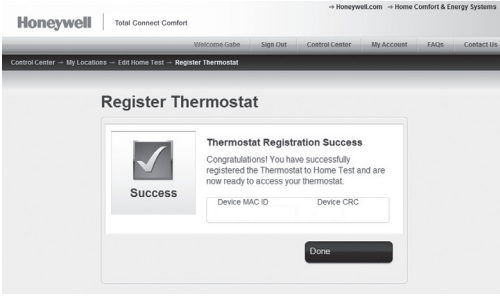 → Honeywell.com → Home Comfort & Energy Systems
Honeywell
Total Connect Comfort
Welcome Gabe Sign Out Control Center My Account FAQs Contact Us
Control Center → My Locations → Edit Home Test → Register Thermostat
Register Thermostat
Success
Thermostat Registration Success
Congratulations! You have successfully
registered the Thermostat to Home Test and are
now ready to access your thermostat.
Device MAC ID Device CRC
Done